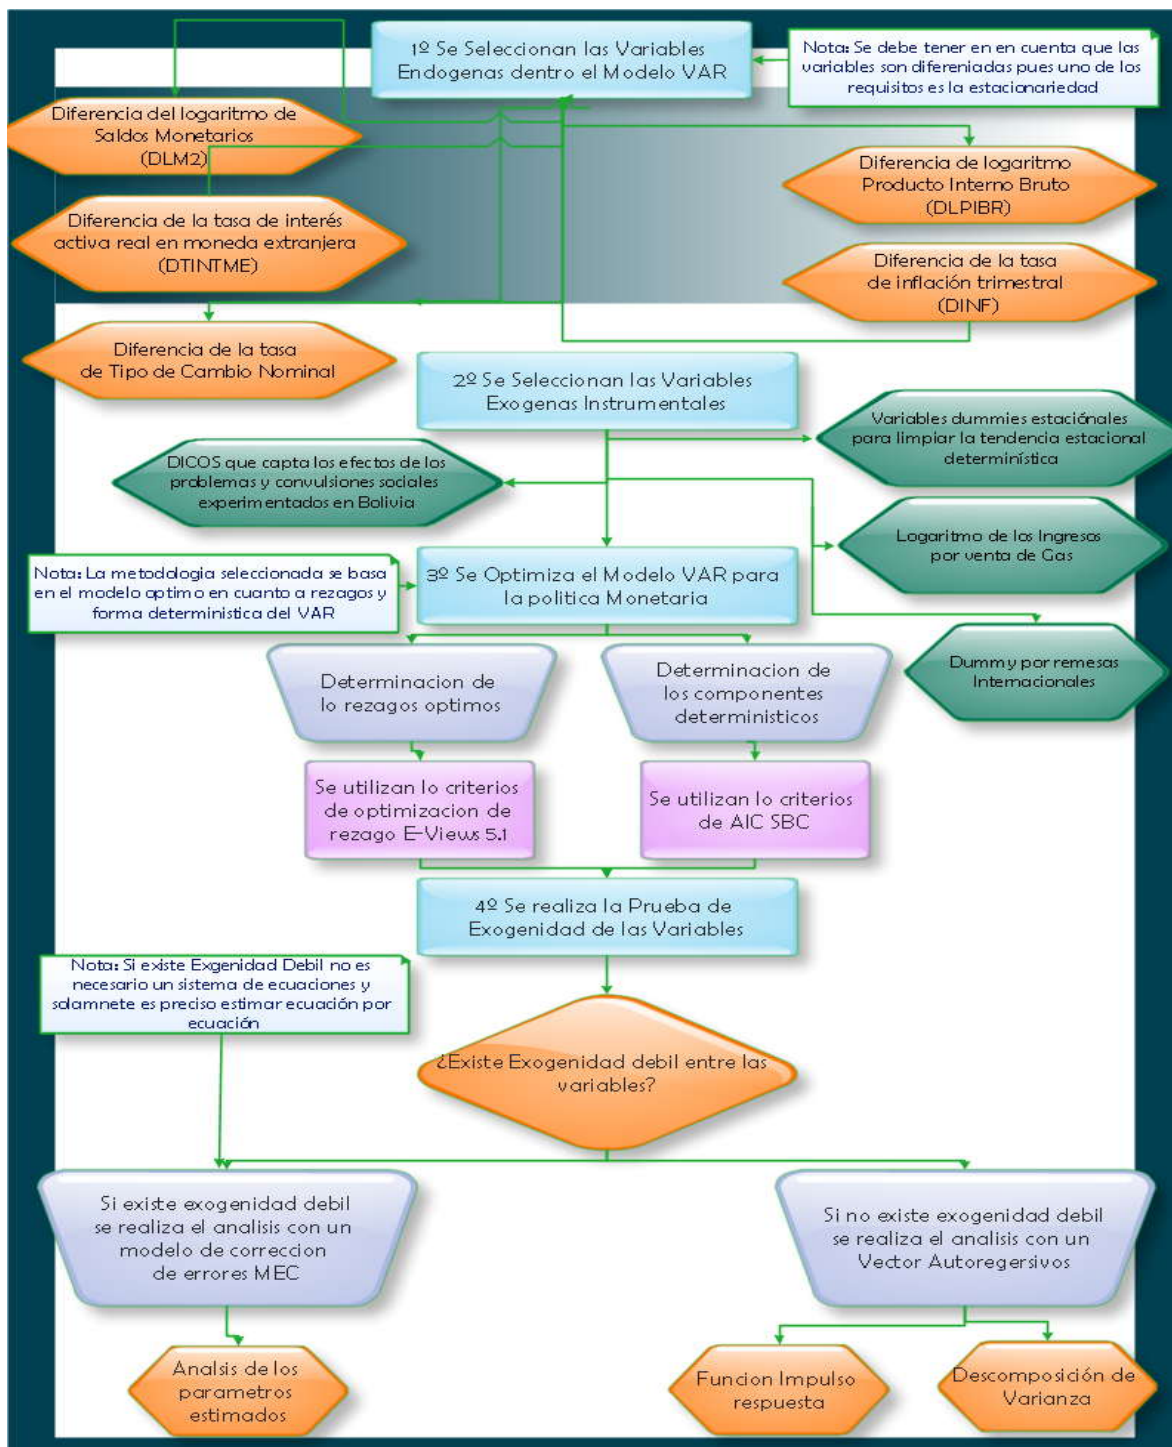 1º Se Seleccionan las Variables
Endogenas dentro el Modelo VAR
Nota: Se debe tener en en cuenta que las
variables son difereniadas pues uno de los
requisitos es la estacionariedad
Diferencia del logaritmo de
Saldos Monetarios
(DLM2)
Diferencia de logaritmo
Producto Interno Bruto
(DLPIBR)
Diferencia de la tasa de interés
activa real en moneda extranjera
(DTINTME)
Diferencia de la tasa
de inflación trimestral
(DINF)
Diferencia de la tasa
de Tipo de Cambio Nominal
2º Se Seleccionan las Variables
Exogenas Instrumentales
Variables dummies estaciónales
para limpiar la tendencia estacional
determinística
DICOS que capta los efectos de los
problemas y convulsiones sociales
experimentados en Bolivia
Logaritmo de los Ingresos
por venta de Gas
Nota: La metodologia seleccionada se basa
en el modelo optimo en cuanto a rezagos y
forma deterministica del VAR
3º Se Optimiza el Modelo VAR para
la politica Monetaria
Dummy por remesas
Internacionales
Determinacion de
lo rezagos optimos
Determinacion de
los componentes
deterministicos
Se utilizan lo criterios
de optimizacion de
rezago E-Views 5.1
Se utilizan lo criterios
de AIC SBC
4º Se realiza la Prueba de
Exogenidad de las Variables
Nota: Si existe Exgenidad Debil no es
necesario un sistema de ecuaciones y
solamnete es preciso estimar ecuación por
ecuación
¿Existe Exogenidad debil entre las
variables?
Si existe exogenidad debil
se realiza el analisis con un
modelo de correccion
de errores MEC
Si no existe exogenidad debil
se realiza el analisis con un
Vector Autoregersivos
Analsis de los
parametros
estimados
Funcion Impulso
respuesta
Descomposición de
Varianza